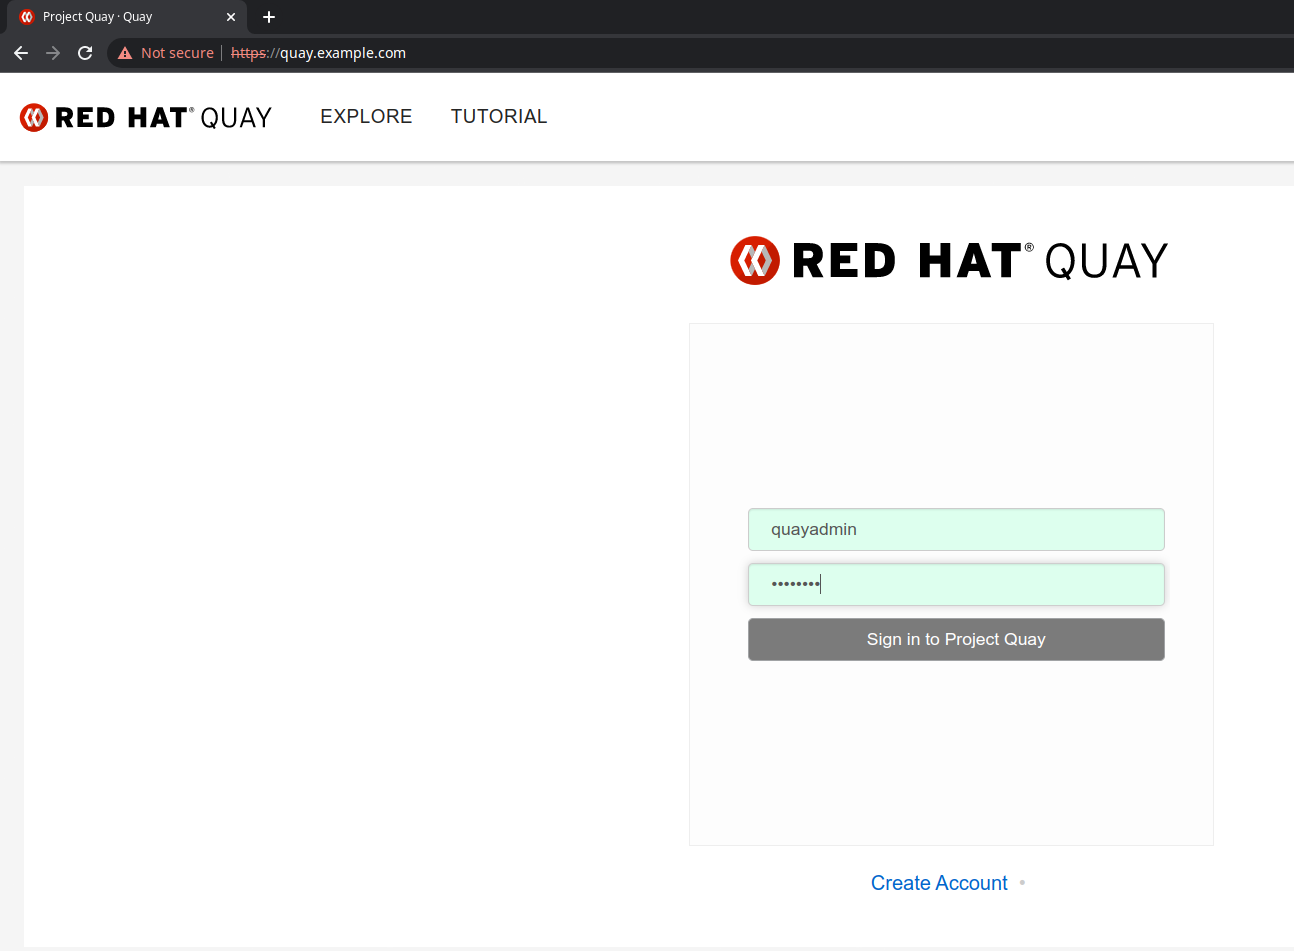 Project Quay · Quay
Not secure https://quay.example.com
RED HAT® QUAY EXPLORE TUTORIAL
RED HAT® QUAY
quayadmin
••••••••
Sign in to Project Quay
Create Account •